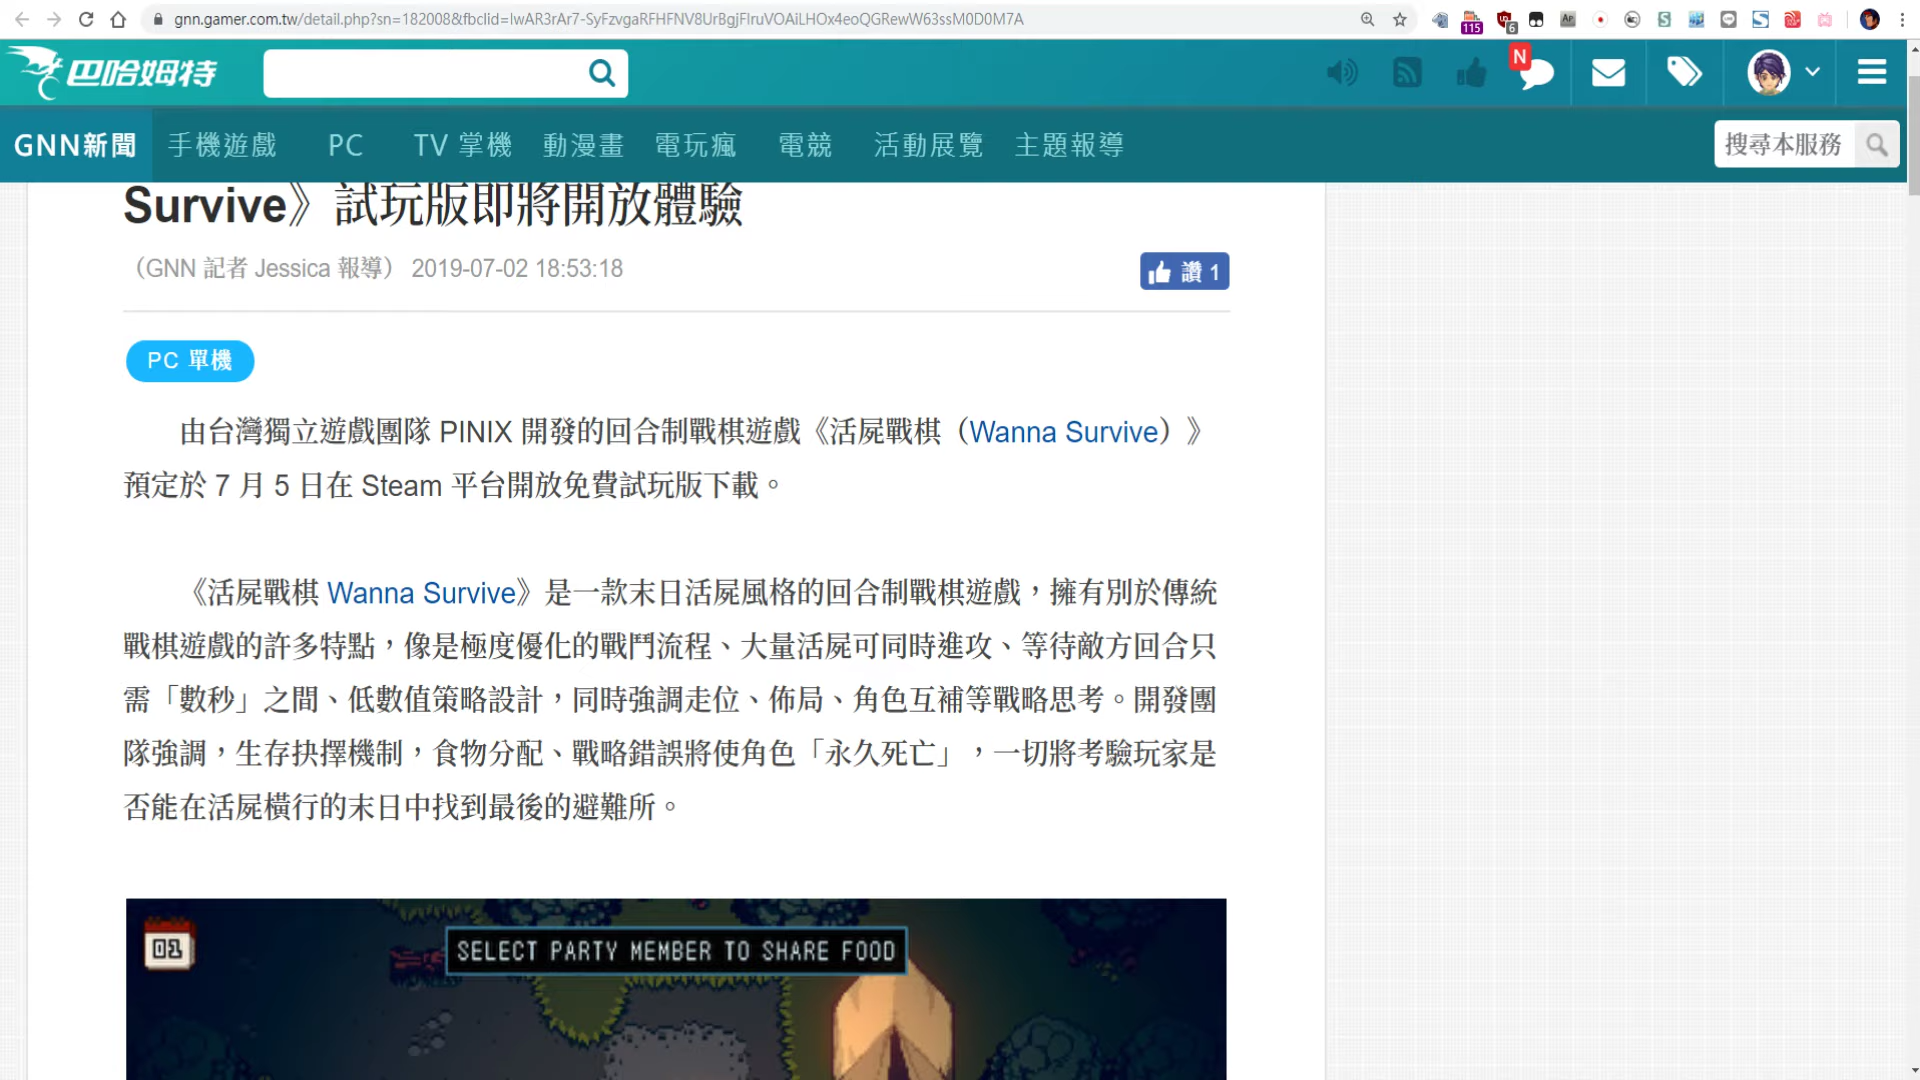 gnn.gamer.com.tw/detail.php?sn=182008&fbclid=IwAR3rAr7-SyFzvgaRFHFNV8UrBgjFIruVOAiLHOx4eoQGRewW63ssM0D0M7A
115
6
AP
巴哈姆特
N
GNN新聞 手機遊戲 PC TV 掌機 動漫畫 電玩瘋 電競 活動展覽 主題報導 搜尋本服務
Survive》試玩版即將開放體驗
（GNN 記者 Jessica 報導） 2019-07-02 18:53:18
讚 1
PC 單機
由台灣獨立遊戲團隊 PINIX 開發的回合制戰棋遊戲《活屍戰棋（Wanna Survive）》
預定於 7 月 5 日在 Steam 平台開放免費試玩版下載。
《活屍戰棋 Wanna Survive》是一款末日活屍風格的回合制戰棋遊戲，擁有別於傳統
戰棋遊戲的許多特點，像是極度優化的戰鬥流程、大量活屍可同時進攻、等待敵方回合只
需「數秒」之間、低數值策略設計，同時強調走位、佈局、角色互補等戰略思考。開發團
隊強調，生存抉擇機制，食物分配、戰略錯誤將使角色「永久死亡」，一切將考驗玩家是
否能在活屍橫行的末日中找到最後的避難所。
01
SELECT PARTY MEMBER TO SHARE FOOD